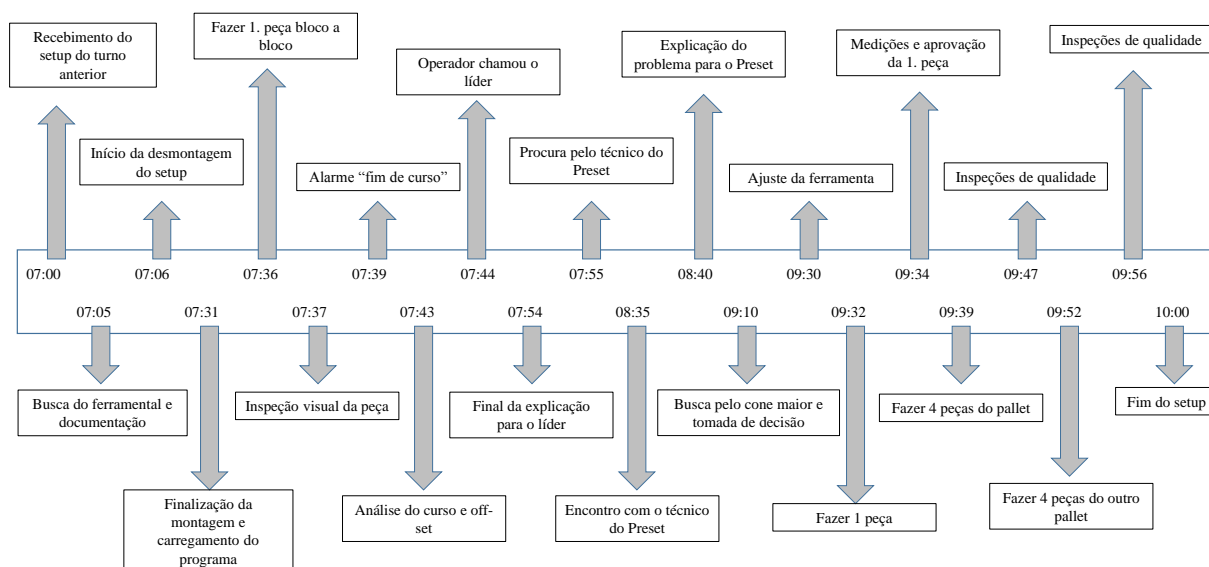 Recebimento do
setup do turno
anterior
Fazer 1. peça bloco a
bloco
Operador chamou o
líder
Explicação do
problema para o Preset
Medições e aprovação
da 1. peça
Inspeções de qualidade
Início da desmontagem
do setup
Alarme “fim de curso”
Procura pelo técnico do
Preset
Ajuste da ferramenta
Inspeções de qualidade
07:00
07:06
07:36
07:39
07:44
07:55
08:40
09:30
09:34
09:47
09:56
07:05
07:31
07:37
07:43
07:54
08:35
09:10
09:32
09:39
09:52
10:00
Busca do ferramental e
documentação
Inspeção visual da peça
Final da explicação
para o líder
Busca pelo cone maior e
tomada de decisão
Fazer 4 peças do pallet
Fim do setup
Finalização da
montagem e
carregamento do
programa
Análise do curso e off-
set
Encontro com o técnico
do Preset
Fazer 1 peça
Fazer 4 peças do outro
pallet